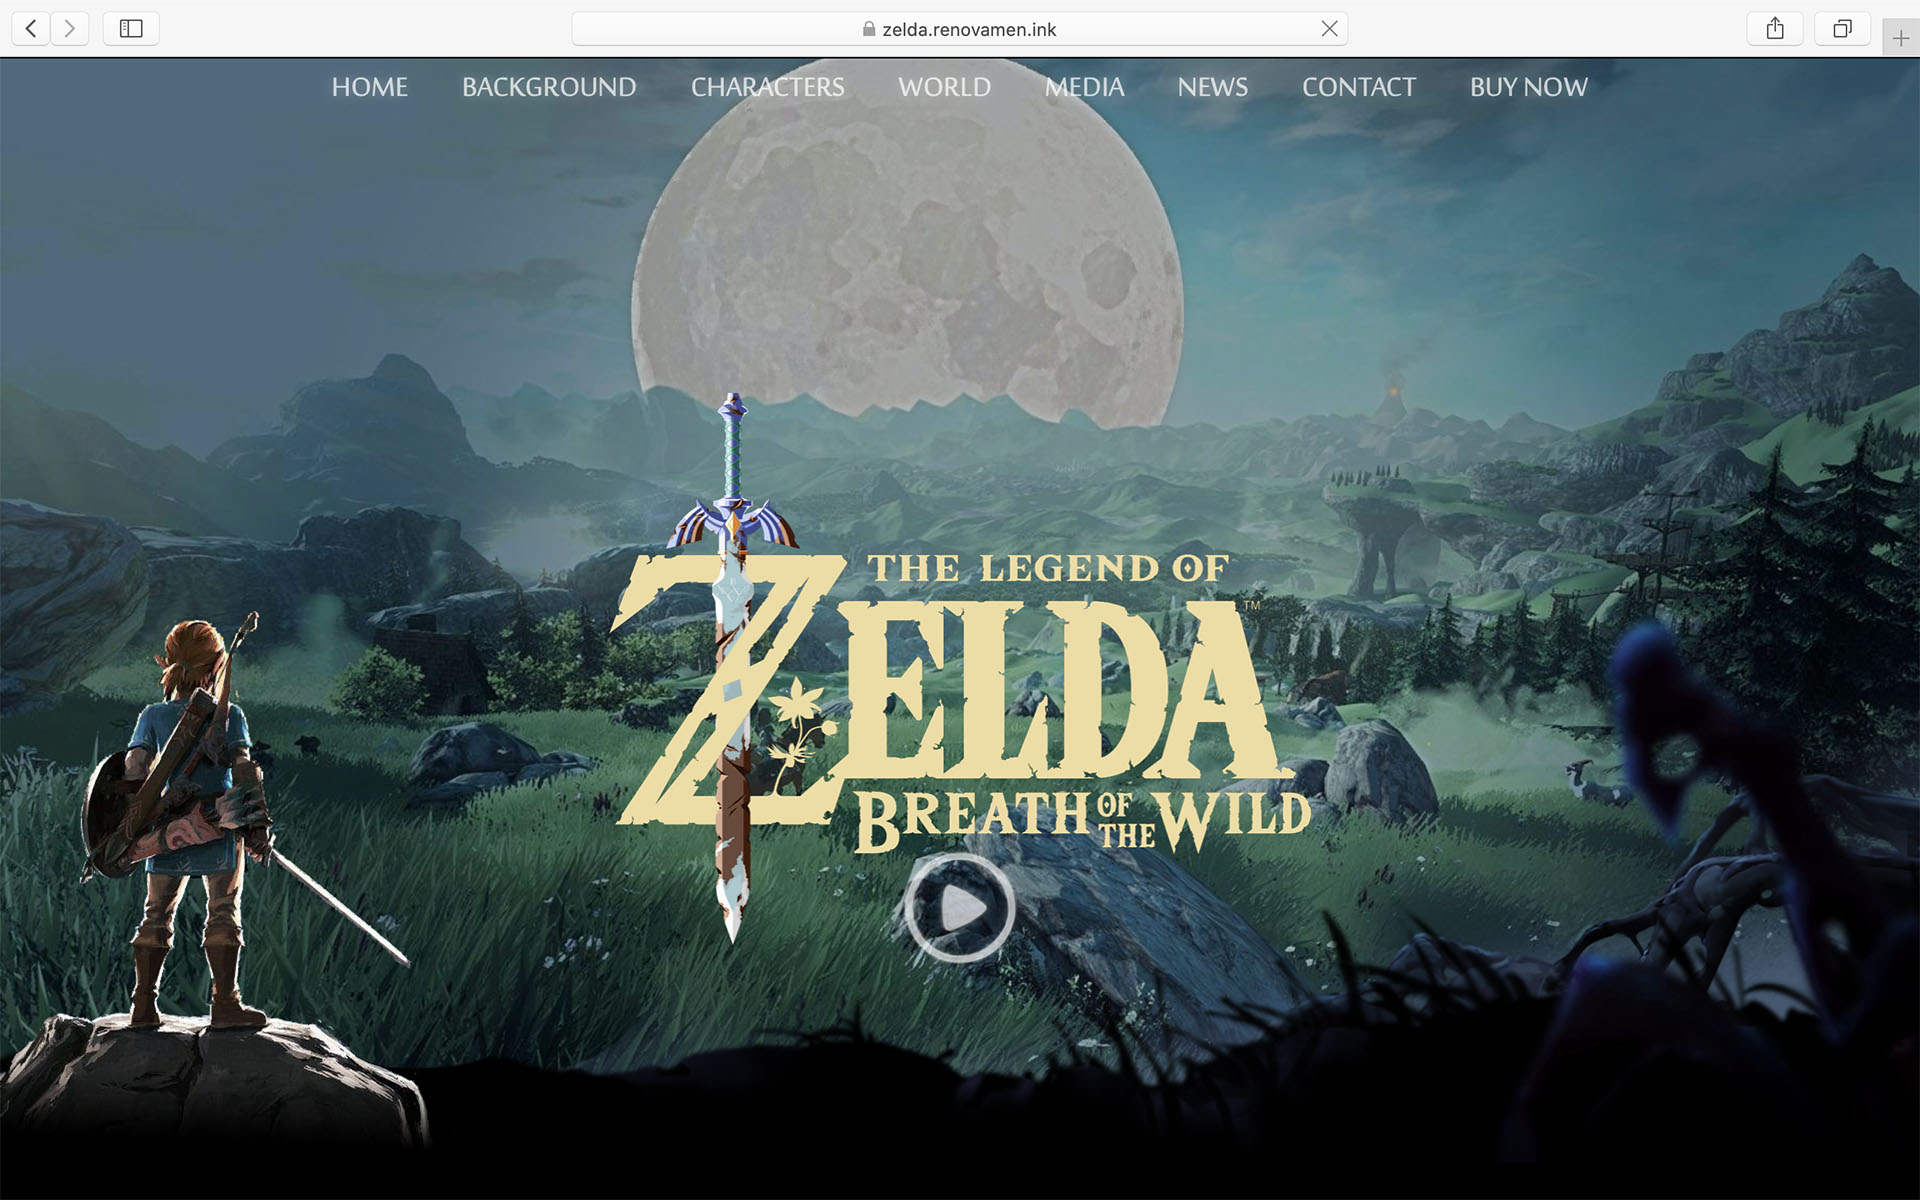 zelda.renovamen.ink
HOME BACKGROUND CHARACTERS WORLD MEDIA NEWS CONTACT BUY NOW
THE LEGEND OF
ZELDA™
BREATH OF THE WILD